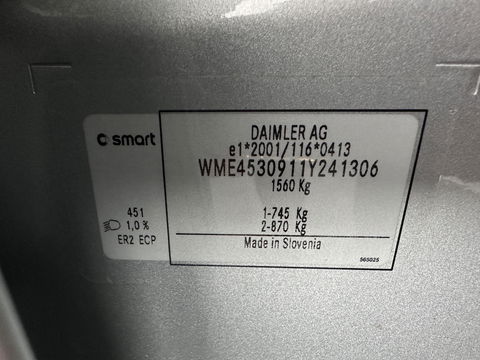 smart
DAIMLER AG
e1*2001/116*0413
WME4530911Y241306
1560 Kg
1-745 Kg
2-870 Kg
451
1,0 %
ER2 ECP
Made in Slovenia
565025